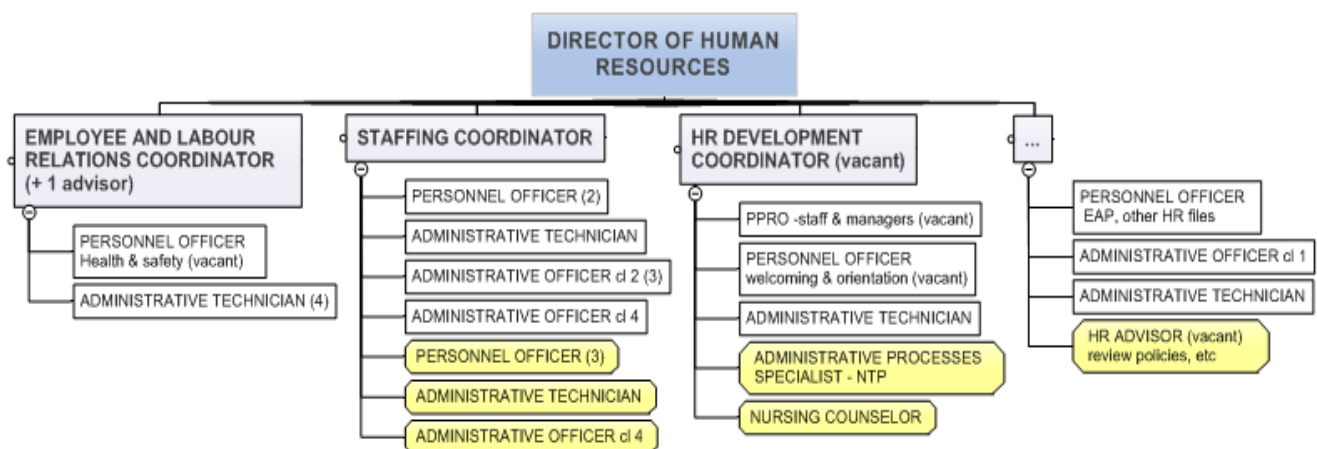 DIRECTOR OF HUMAN
RESOURCES
EMPLOYEE AND LABOUR
RELATIONS COORDINATOR
(+ 1 advisor)
PERSONNEL OFFICER
Health & safety (vacant)
ADMINISTRATIVE TECHNICIAN (4)
STAFFING COORDINATOR
PERSONNEL OFFICER (2)
ADMINISTRATIVE TECHNICIAN
ADMINISTRATIVE OFFICER cl 2 (3)
ADMINISTRATIVE OFFICER cl 4
PERSONNEL OFFICER (3)
ADMINISTRATIVE TECHNICIAN
ADMINISTRATIVE OFFICER cl 4
HR DEVELOPMENT
COORDINATOR (vacant)
PPRO -staff & managers (vacant)
PERSONNEL OFFICER
welcoming & orientation (vacant)
ADMINISTRATIVE TECHNICIAN
ADMINISTRATIVE PROCESSES
SPECIALIST - NTP
NURSING COUNSELOR
...
PERSONNEL OFFICER
EAP, other HR files
ADMINISTRATIVE OFFICER cl 1
ADMINISTRATIVE TECHNICIAN
HR ADVISOR (vacant)
review policies, etc